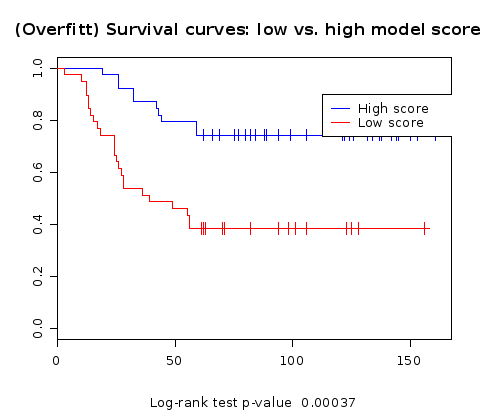 (Overfitt) Survival curves: low vs. high model score
1.0
0.8
0.6
0.4
0.2
0.0
High score
Low score
0 50 100 150
Log-rank test p-value 0.00037